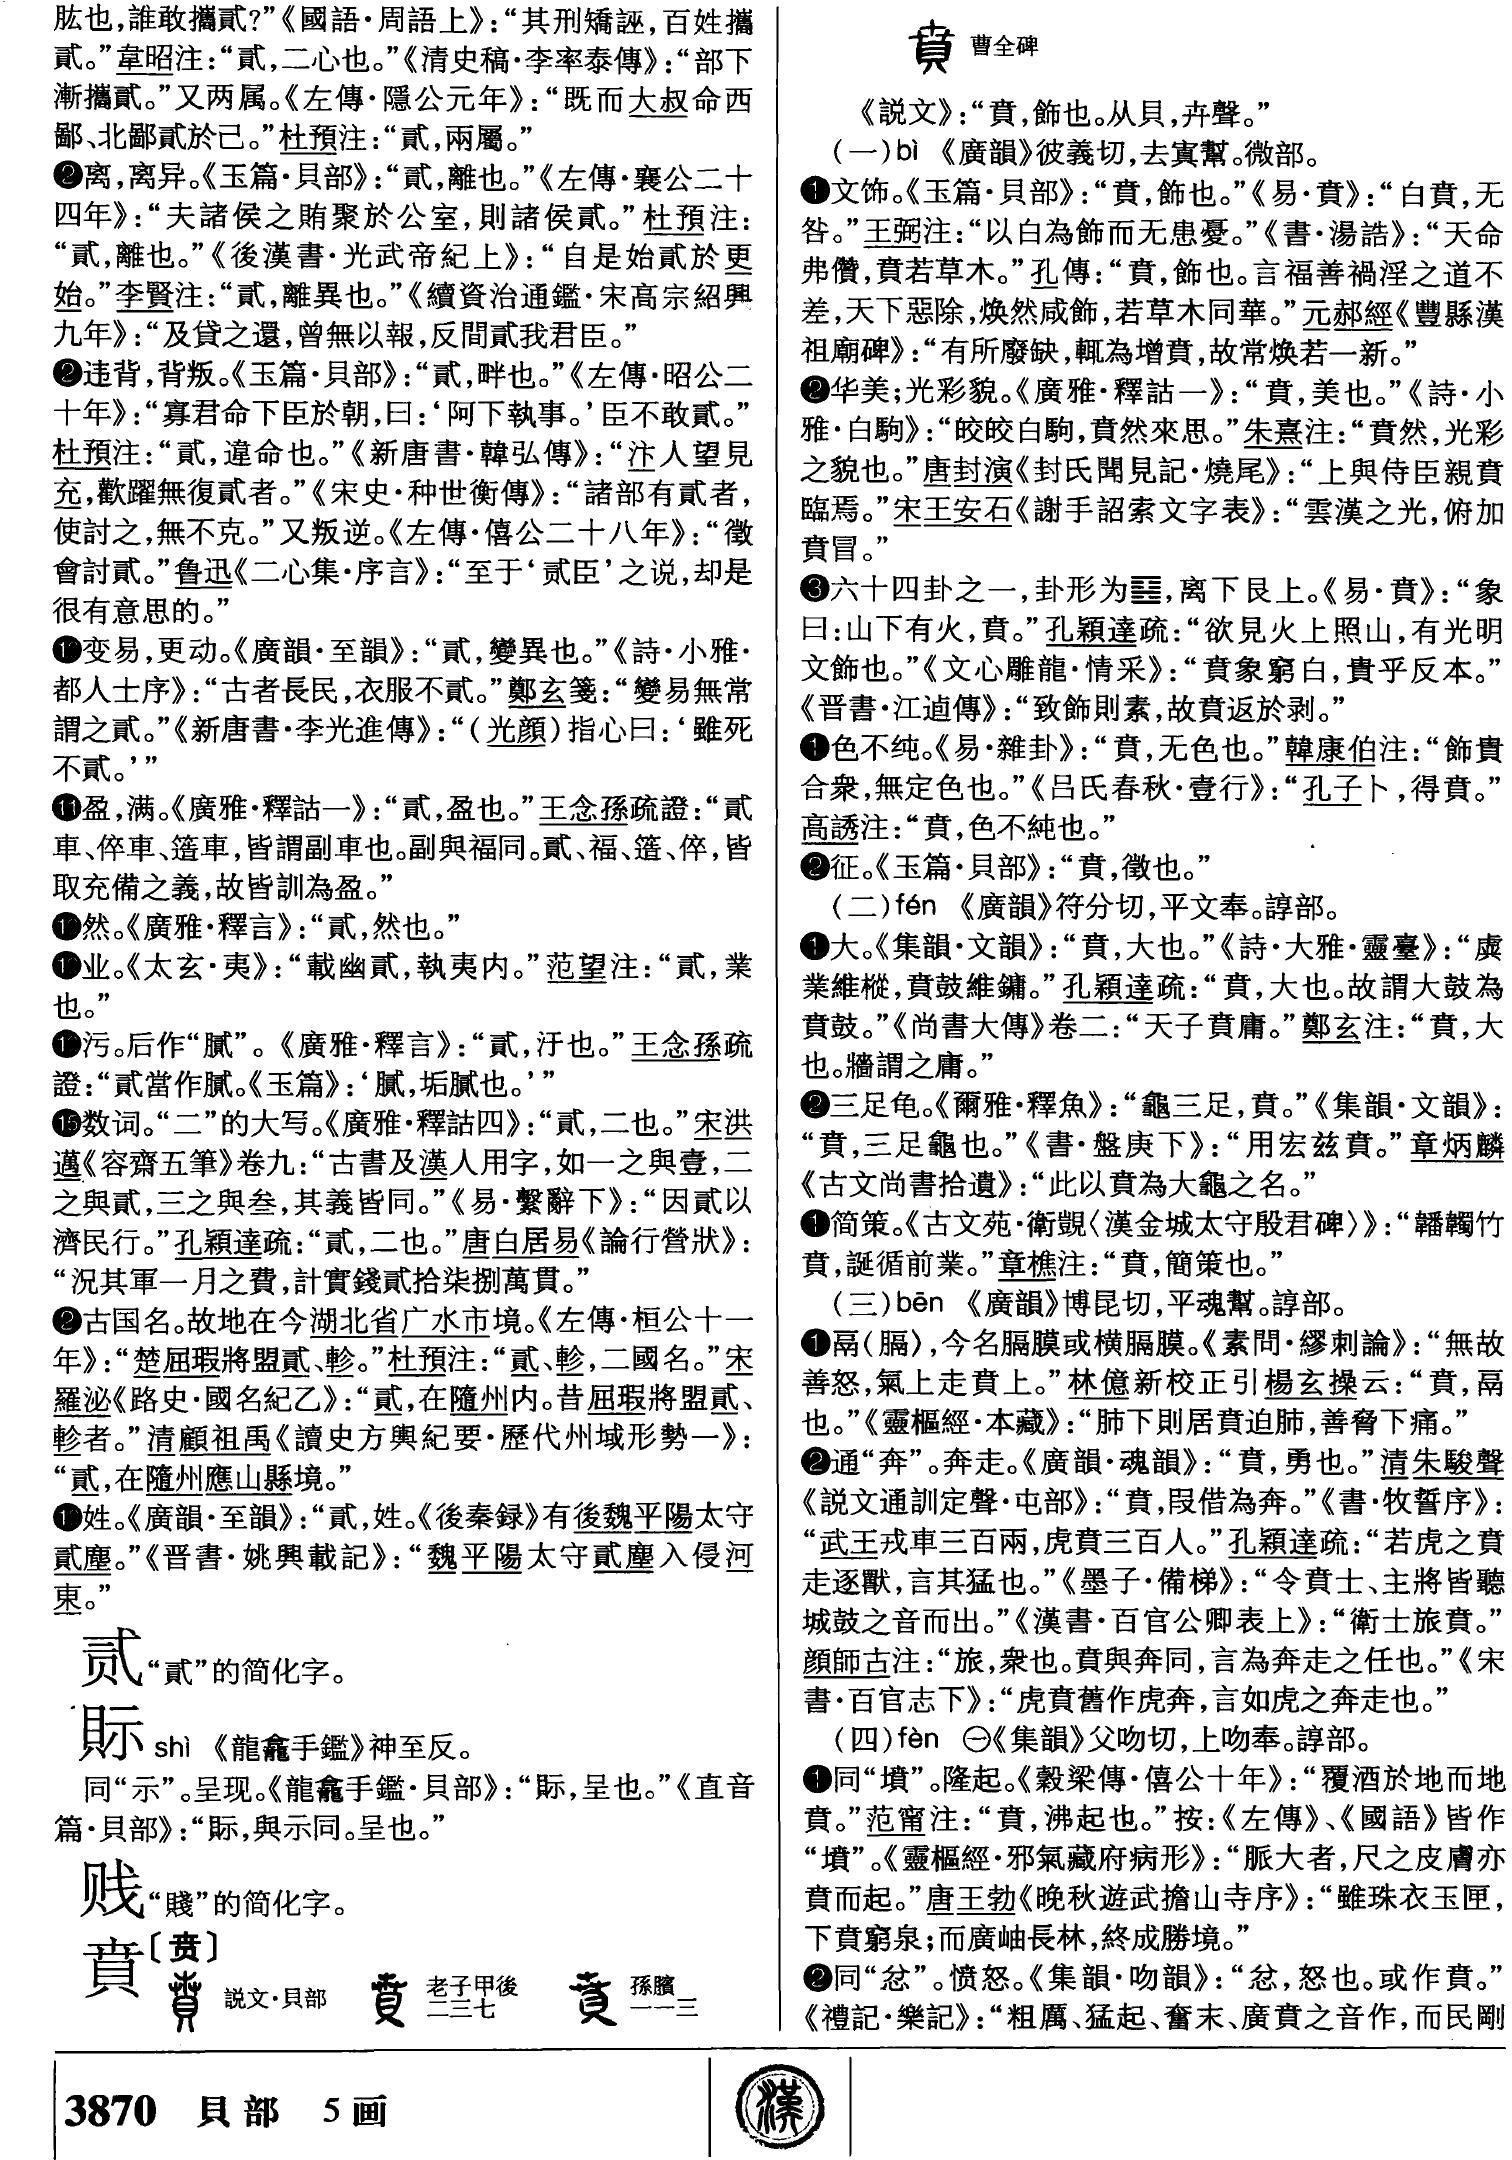 肱也，誰敢攜貳？”《國語·周語上》：“其刑矯誣，百姓攜
貳。”韋昭注：“貳，二心也。”《清史稿·李率泰傳》：“部下
漸攜貳。”又两属。《左傳·隱公元年》：“既而大叔命西
鄙、北鄙貳於己。”杜預注：“貳，兩屬。”
❷离，离异。《玉篇·貝部》：“貳，離也。”《左傳·襄公二十
四年》：“夫諸侯之賄聚於公室，則諸侯貳。”杜預注：
“貳，離也。”《後漢書·光武帝紀上》：“自是始貳於更
始。”李賢注：“貳，離異也。”《續資治通鑑·宋高宗紹興
九年》：“及貸之還，曾無以報，反間貳我君臣。”
❷违背，背叛。《玉篇·貝部》：“貳，畔也。”《左傳·昭公二
十年》：“寡君命下臣於朝，曰：‘阿下執事。’臣不敢貳。”
杜預注：“貳，違命也。”《新唐書·韓弘傳》：“汴人望見
充，歡躍無復貳者。”《宋史·种世衡傳》：“諸部有貳者，
使討之，無不克。”又叛逆。《左傳·僖公二十八年》：“徵
會討貳。”鲁迅《二心集·序言》：“至于‘贰臣’之说，却是
很有意思的。”
❶变易，更动。《廣韻·至韻》：“貳，變異也。”《詩·小雅·
都人士序》：“古者長民，衣服不貳。”鄭玄箋：“變易無常
謂之貳。”《新唐書·李光進傳》：“（光顔）指心曰：‘雖死
不貳。’”
⓫盈，满。《廣雅·釋詁一》：“貳，盈也。”王念孫疏證：“貳
車、倅車、䈔車，皆謂副車也。副與福同。貳、福、䈔、倅，皆
取充備之義，故皆訓為盈。”
❶然。《廣雅·釋言》：“貳，然也。”
❶业。《太玄·夷》：“載幽貳，執夷内。”范望注：“貳，業
也。”
❶污。后作“膩”。《廣雅·釋言》：“貳，汙也。”王念孫疏
證：“貳當作膩。《玉篇》：‘膩，垢膩也。’”
⓯数词。“二”的大写。《廣雅·釋詁四》：“貳，二也。”宋洪
邁《容齋五筆》卷九：“古書及漢人用字，如一之與壹，二
之與貳，三之與叁，其義皆同。”《易·繫辭下》：“因貳以
濟民行。”孔穎達疏：“貳，二也。”唐白居易《論行營狀》：
“況其軍一月之費，計實錢貳拾柒捌萬貫。”
❷古国名。故地在今湖北省广水市境。《左傳·桓公十一
年》：“楚屈瑕將盟貳、軫。”杜預注：“貳、軫，二國名。”宋
羅泌《路史·國名紀乙》：“貳，在隨州内。昔屈瑕將盟貳、
軫者。”清顧祖禹《讀史方輿紀要·歷代州域形勢一》：
“貳，在隨州應山縣境。”
❶姓。《廣韻·至韻》：“貳，姓。《後秦録》有後魏平陽太守
貳塵。”《晋書·姚興載記》：“魏平陽太守貳塵入侵河
東。”
贰 “貳”的简化字。
䝨 shì 《龍龕手鑑》神至反。
同“示”。呈现。《龍龕手鑑·貝部》：“䝨，呈也。”《直音
篇·貝部》：“䝨，與示同。呈也。”
贱 “賤”的简化字。
賁〔贲〕
説文·貝部 老子甲後二三七 孫臏一一三
曹全碑
《説文》：“賁，飾也。从貝，卉聲。”
（一）bì 《廣韻》彼義切，去寘幫。微部。
❶文饰。《玉篇·貝部》：“賁，飾也。”《易·賁》：“白賁，无
咎。”王弼注：“以白為飾而无患憂。”《書·湯誥》：“天命
弗僭，賁若草木。”孔傳：“賁，飾也。言福善禍淫之道不
差，天下惡除，焕然咸飾，若草木同華。”元郝經《豐縣漢
祖廟碑》：“有所廢缺，輒為增賁，故常焕若一新。”
❷华美；光彩貌。《廣雅·釋詁一》：“賁，美也。”《詩·小
雅·白駒》：“皎皎白駒，賁然來思。”朱熹注：“賁然，光彩
之貌也。”唐封演《封氏聞見記·燒尾》：“上與侍臣親賁
臨焉。”宋王安石《謝手詔索文字表》：“雲漢之光，俯加
賁冒。”
❸六十四卦之一，卦形为䷕，离下艮上。《易·賁》：“象
曰：山下有火，賁。”孔穎達疏：“欲見火上照山，有光明
文飾也。”《文心雕龍·情采》：“賁象窮白，貴乎反本。”
《晋書·江逌傳》：“致飾則素，故賁返於剥。”
❶色不纯。《易·雜卦》：“賁，无色也。”韓康伯注：“飾貴
合衆，無定色也。”《吕氏春秋·壹行》：“孔子卜，得賁。”
高誘注：“賁，色不純也。”
❷征。《玉篇·貝部》：“賁，徵也。”
（二）fén 《廣韻》符分切，平文奉。諄部。
❶大。《集韻·文韻》：“賁，大也。”《詩·大雅·靈臺》：“虡
業維樅，賁鼓維鏞。”孔穎達疏：“賁，大也。故謂大鼓為
賁鼓。”《尚書大傳》卷二：“天子賁庸。”鄭玄注：“賁，大
也。牆謂之庸。”
❷三足龟。《爾雅·釋魚》：“龜三足，賁。”《集韻·文韻》：
“賁，三足龜也。”《書·盤庚下》：“用宏兹賁。”章炳麟
《古文尚書拾遺》：“此以賁為大龜之名。”
❶简策。《古文苑·衛覬〈漢金城太守殷君碑〉》：“韜韣竹
賁，誕循前業。”章樵注：“賁，簡策也。”
（三）bēn 《廣韻》博昆切，平魂幫。諄部。
❶鬲（膈），今名膈膜或横膈膜。《素問·繆刺論》：“無故
善怒，氣上走賁上。”林億新校正引楊玄操云：“賁，鬲
也。”《靈樞經·本藏》：“肺下則居賁迫肺，善脅下痛。”
❷通“奔”。奔走。《廣韻·魂韻》：“賁，勇也。”清朱駿聲
《説文通訓定聲·屯部》：“賁，叚借為奔。”《書·牧誓序》：
“武王戎車三百兩，虎賁三百人。”孔穎達疏：“若虎之賁
走逐獸，言其猛也。”《墨子·備梯》：“令賁士、主將皆聽
城鼓之音而出。”《漢書·百官公卿表上》：“衛士旅賁。”
顔師古注：“旅，衆也。賁與奔同，言為奔走之任也。”《宋
書·百官志下》：“虎賁舊作虎奔，言如虎之奔走也。”
（四）fèn ㊀《集韻》父吻切，上吻奉。諄部。
❶同“墳”。隆起。《穀梁傳·僖公十年》：“覆酒於地而地
賁。”范甯注：“賁，沸起也。”按：《左傳》、《國語》皆作
“墳”。《靈樞經·邪氣藏府病形》：“脈大者，尺之皮膚亦
賁而起。”唐王勃《晚秋遊武擔山寺序》：“雖珠衣玉匣，
下賁窮泉；而廣岫長林，終成勝境。”
❷同“忿”。愤怒。《集韻·吻韻》：“忿，怒也。或作賁。”
《禮記·樂記》：“粗厲、猛起、奮末、廣賁之音作，而民剛
3870 貝部 5画
漢